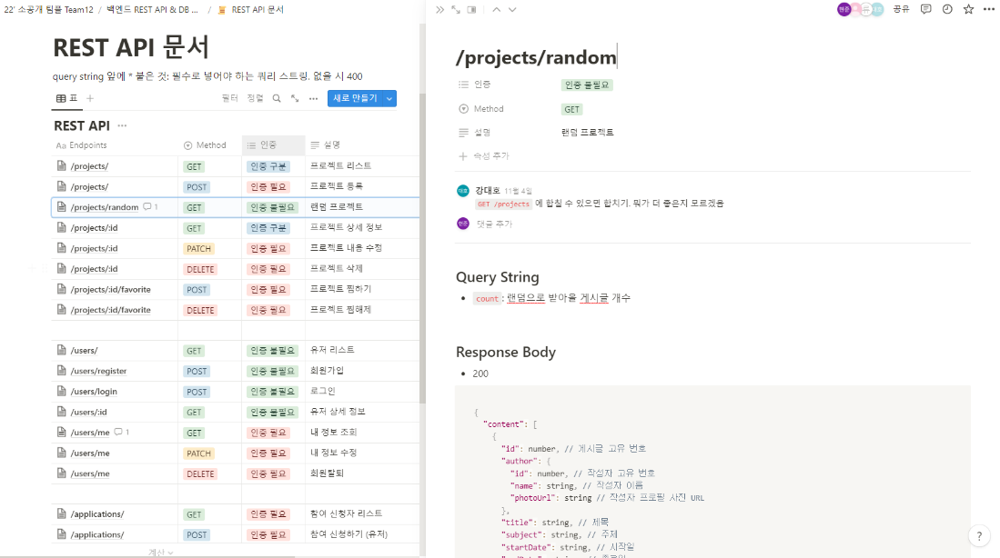 22' 소공개 팀플 Team12 / 백엔드 REST API & DB ... / REST API 문서
REST API 문서
query string 앞에 * 붙은 것: 필수로 넣어야 하는 쿼리 스트링. 없을 시 400
표
필터 정렬 새로 만들기
REST API
Aa Endpoints Method 인증 설명
/projects/ GET 인증 구분 프로젝트 리스트
/projects/ POST 인증 필요 프로젝트 등록
/projects/random 1 GET 인증 불필요 랜덤 프로젝트
/projects/:id GET 인증 구분 프로젝트 상세 정보
/projects/:id PATCH 인증 필요 프로젝트 내용 수정
/projects/:id DELETE 인증 필요 프로젝트 삭제
/projects/:id/favorite POST 인증 필요 프로젝트 찜하기
/projects/:id/favorite DELETE 인증 필요 프로젝트 찜해제
/users/ GET 인증 불필요 유저 리스트
/users/register POST 인증 불필요 회원가입
/users/login POST 인증 불필요 로그인
/users/:id GET 인증 불필요 유저 상세 정보
/users/me 1 GET 인증 필요 내 정보 조회
/users/me PATCH 인증 필요 내 정보 수정
/users/me DELETE 인증 필요 회원탈퇴
/applications/ GET 인증 필요 참여 신청자 리스트
/applications/ POST 인증 필요 참여 신청하기 (유저)
계산
현준 공유
/projects/random
인증 인증 불필요
Method GET
설명 랜덤 프로젝트
속성 추가
대호 강대호 11월 4일
GET /projects 에 합칠 수 있으면 합치기. 뭐가 더 좋은지 모르겠음
현준 댓글 추가
Query String
• count : 랜덤으로 받아올 게시글 개수
Response Body
• 200
{
"content": [
{
"id": number, // 게시글 고유 번호
"author": {
"id": number, // 작성자 고유 번호
"name": string, // 작성자 이름
"photoUrl": string // 작성자 프로필 사진 URL
},
"title": string, // 제목
"subject": string, // 주제
"startDate": string, // 시작일
?